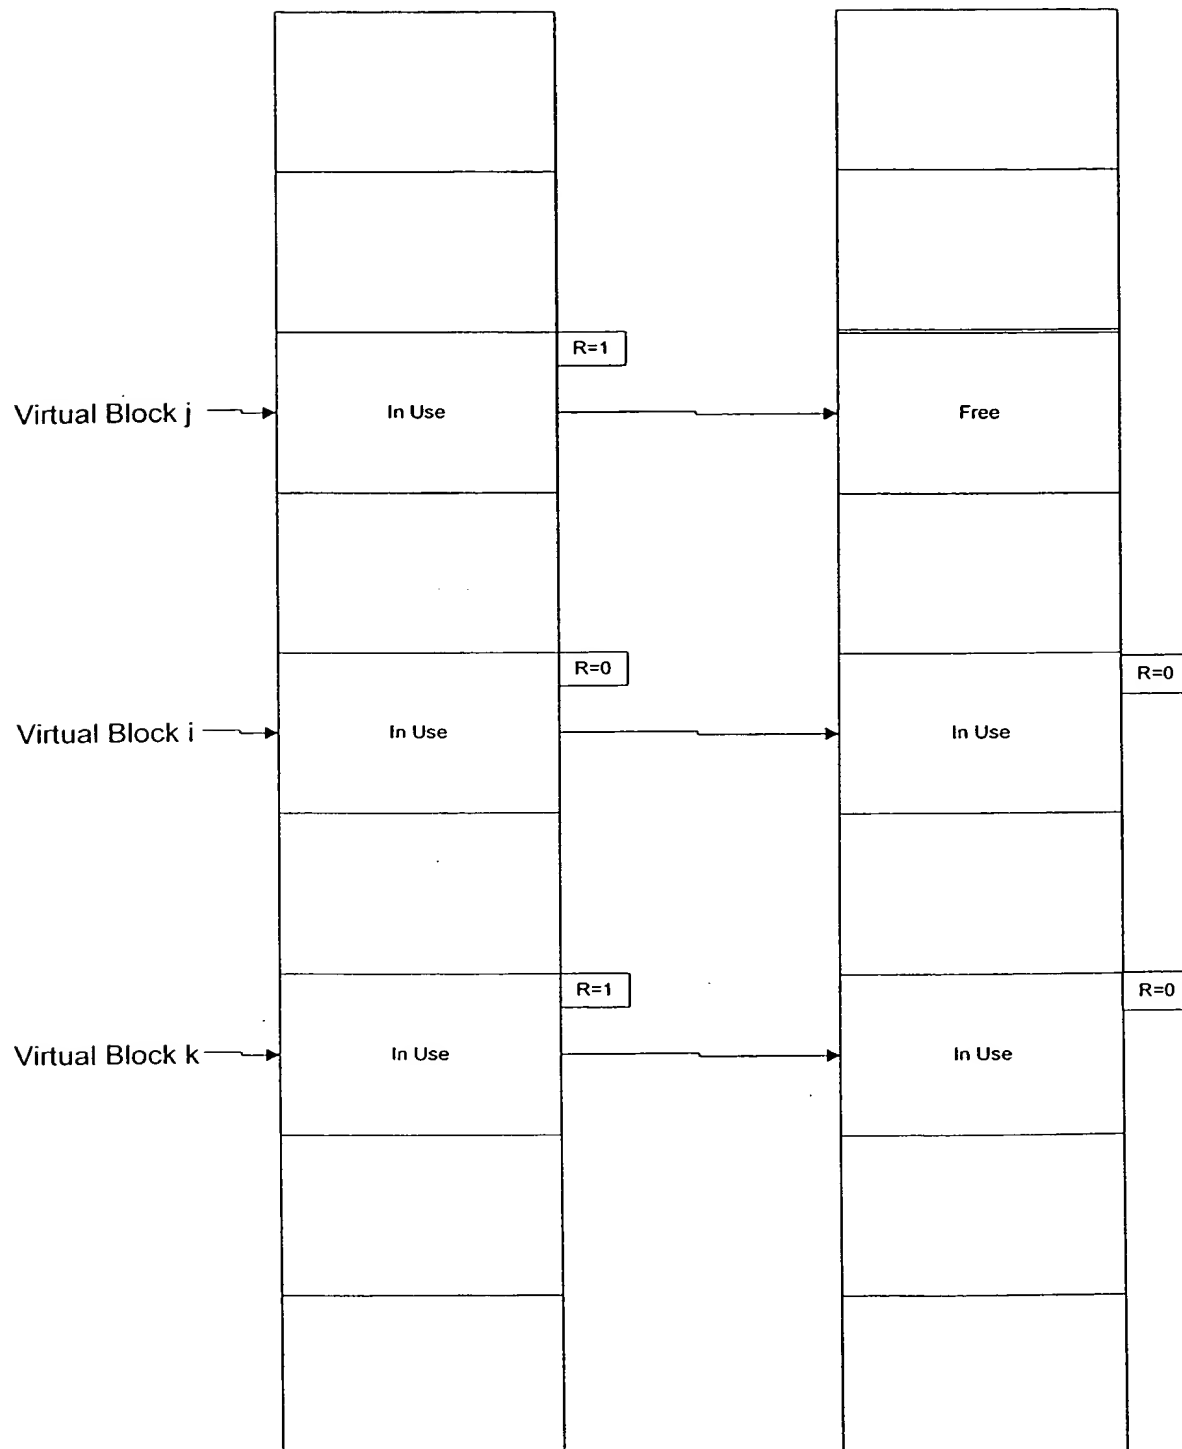 R=1
Virtual Block j
In Use
Free
R=0
R=0
Virtual Block i
In Use
In Use
R=1
R=0
Virtual Block k
In Use
In Use